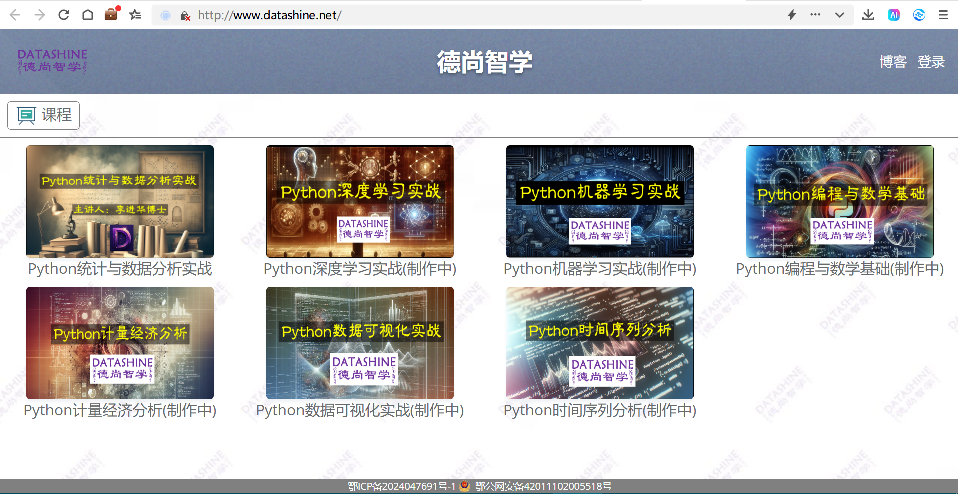 http://www.datashine.net/
DATASHINE
德尚智学
德尚智学
博客 登录
课程
Python统计与数据分析实战
主讲人：李进华博士
Python深度学习实战
DATASHINE
德尚智学
Python机器学习实战
DATASHINE
德尚智学
Python编程与数学基础
DATASHINE
德尚智学
Python统计与数据分析实战
Python深度学习实战(制作中)
Python机器学习实战(制作中)
Python编程与数学基础(制作中)
Python计量经济分析
DATASHINE
德尚智学
Python数据可视化实战
DATASHINE
德尚智学
Python时间序列分析
DATASHINE
德尚智学
Python计量经济分析(制作中)
Python数据可视化实战(制作中)
Python时间序列分析(制作中)
鄂ICP备2024047691号-1 鄂公网安备42011102005518号